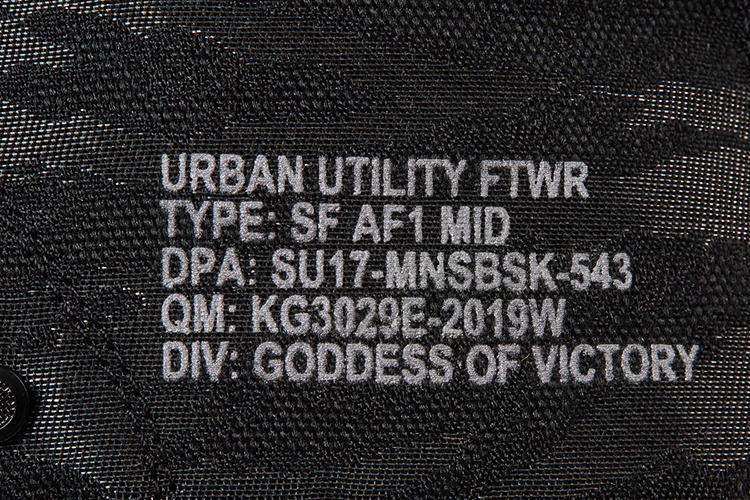 URBAN UTILITY FTWR
TYPE: SF AF1 MID
DPA: SU17-MNSBSK-543
QM: KG3029E-2019W
DIV: GODDESS OF VICTORY